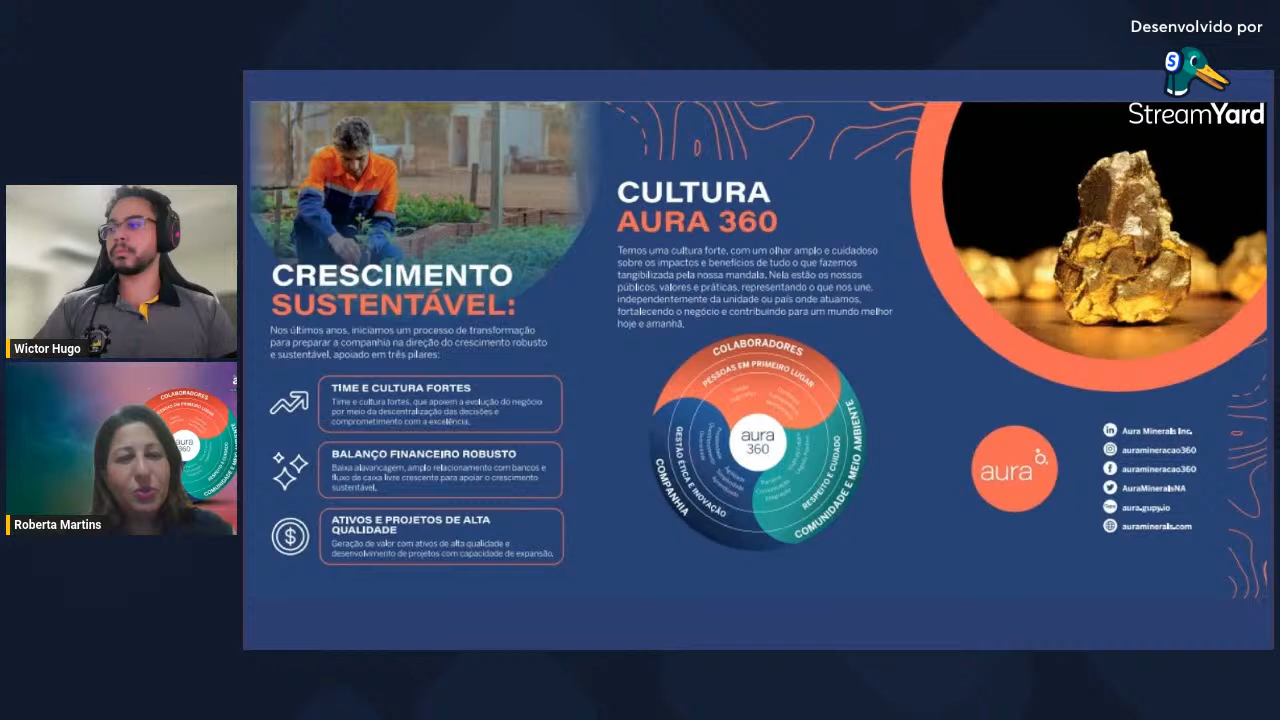 Desenvolvido por
StreamYard
Wictor Hugo
Roberta Martins
COLABORADORES
aura
360
CRESCIMENTO
SUSTENTÁVEL:
Nos últimos anos, iniciamos um processo de transformação
para preparar a companhia na direção do crescimento robusto
e sustentável, apoiado em três pilares:
TIME E CULTURA FORTES
Time e cultura fortes, que apoiem a evolução do negócio
por meio da descentralização das decisões e
comprometimento com a excelência.
BALANÇO FINANCEIRO ROBUSTO
Baixa alavancagem, amplo relacionamento com bancos e
fluxo de caixa livre crescente para apoiar o crescimento
sustentável.
ATIVOS E PROJETOS DE ALTA
QUALIDADE
Geração de valor com ativos de alta qualidade e
desenvolvimento de projetos com capacidade de expansão.
CULTURA
AURA 360
Temos uma cultura forte, com um olhar amplo e cuidadoso
sobre os impactos e benefícios de tudo o que fazemos
tangibilizada pela nossa mandala. Nela estão os nossos
públicos, valores e práticas, representando o que nos une,
independentemente da unidade ou país onde atuamos,
fortalecendo o negócio e contribuindo para um mundo melhor
hoje e amanhã.
COLABORADORES
PESSOAS EM PRIMEIRO LUGAR
COMUNIDADE E MEIO AMBIENTE
RESPEITO E CUIDADO
COMPANHIA
GESTÃO ÉTICA E INOVAÇÃO
aura
360
aura
Aura Minerals Inc.
auramineracao360
auramineracao360
AuraMineralsNA
aura.gupy.io
auraminerals.com